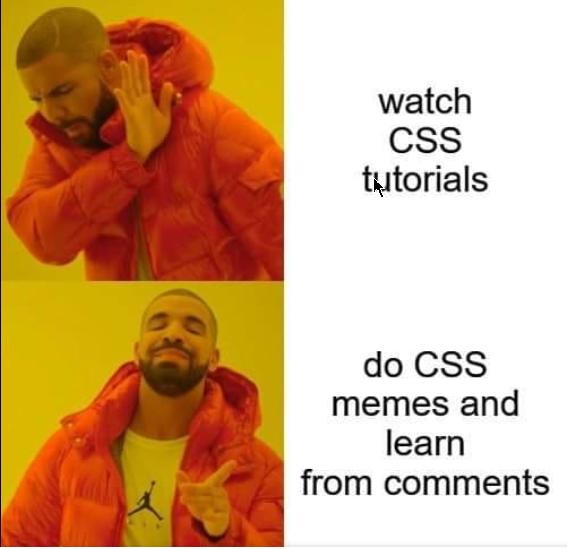 watch
CSS
tutorials
do CSS
memes and
learn
from comments